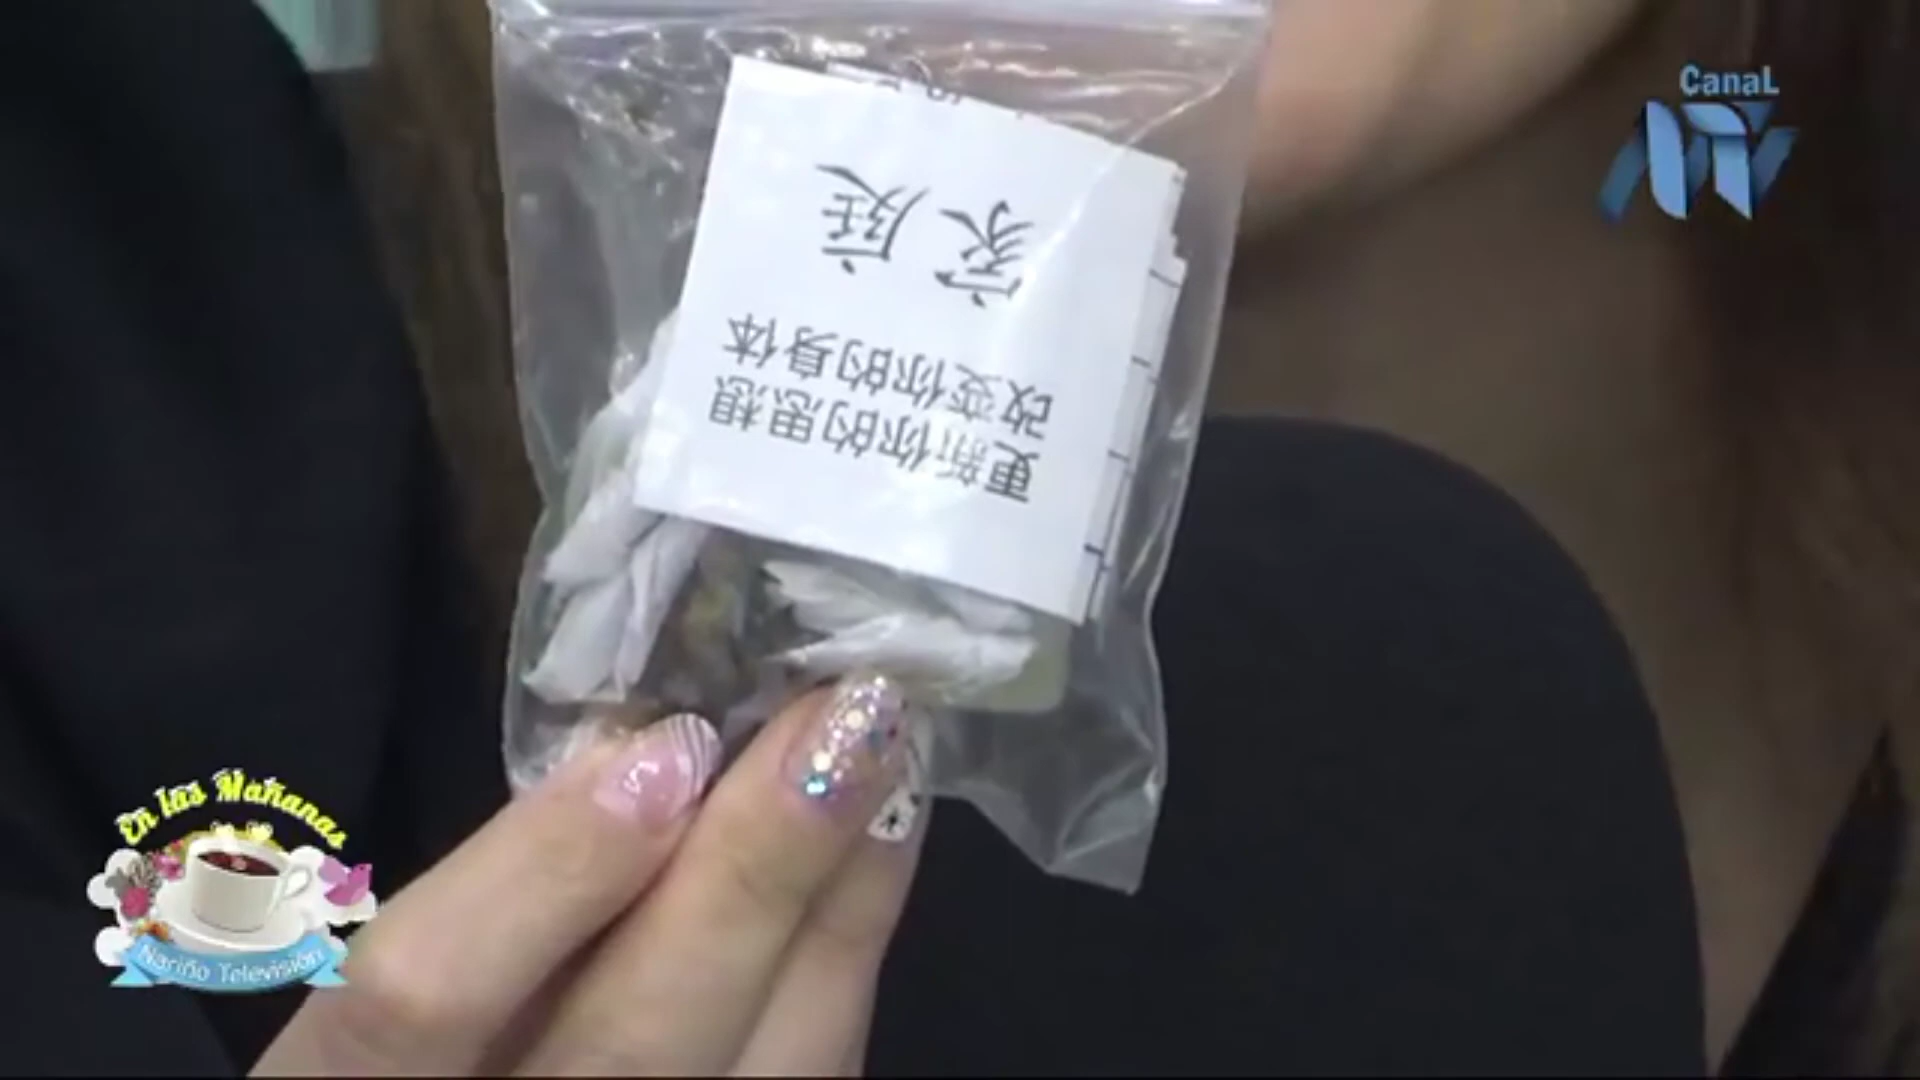 更新你的思想
改变你的身体
家庭
CanaL
NTV
En las Mañanas
Nariño Televisión